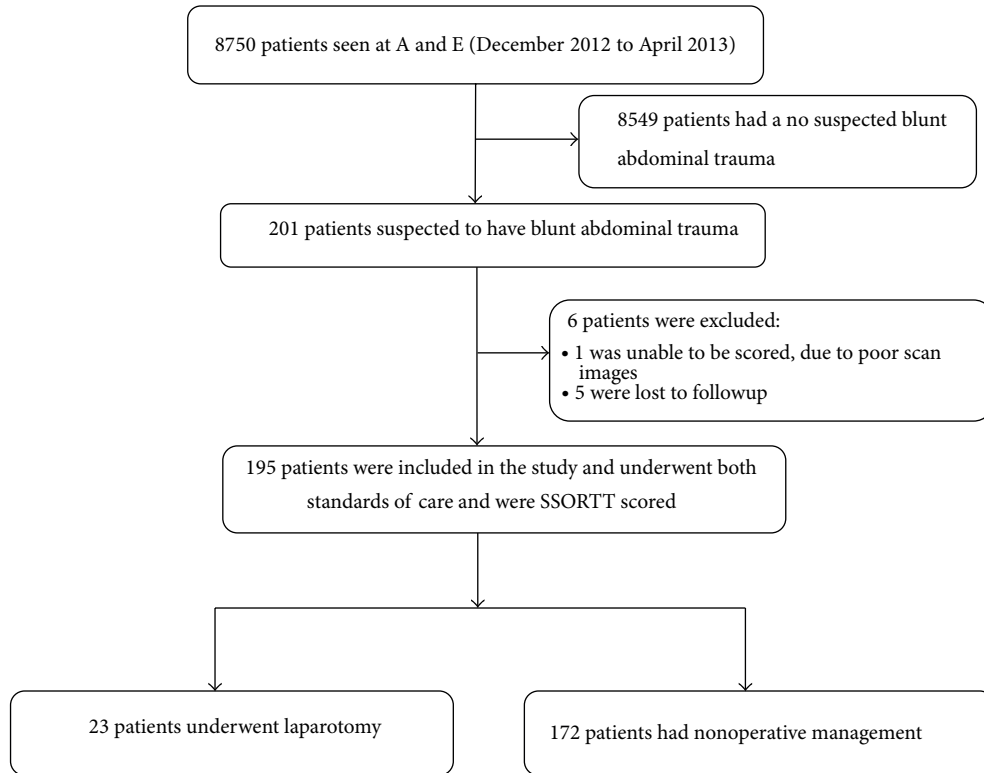 8750 patients seen at A and E (December 2012 to April 2013)
8549 patients had a no suspected blunt
abdominal trauma
201 patients suspected to have blunt abdominal trauma
6 patients were excluded:
• 1 was unable to be scored, due to poor scan
images
• 5 were lost to followup
195 patients were included in the study and underwent both
standards of care and were SSORTT scored
23 patients underwent laparotomy
172 patients had nonoperative management